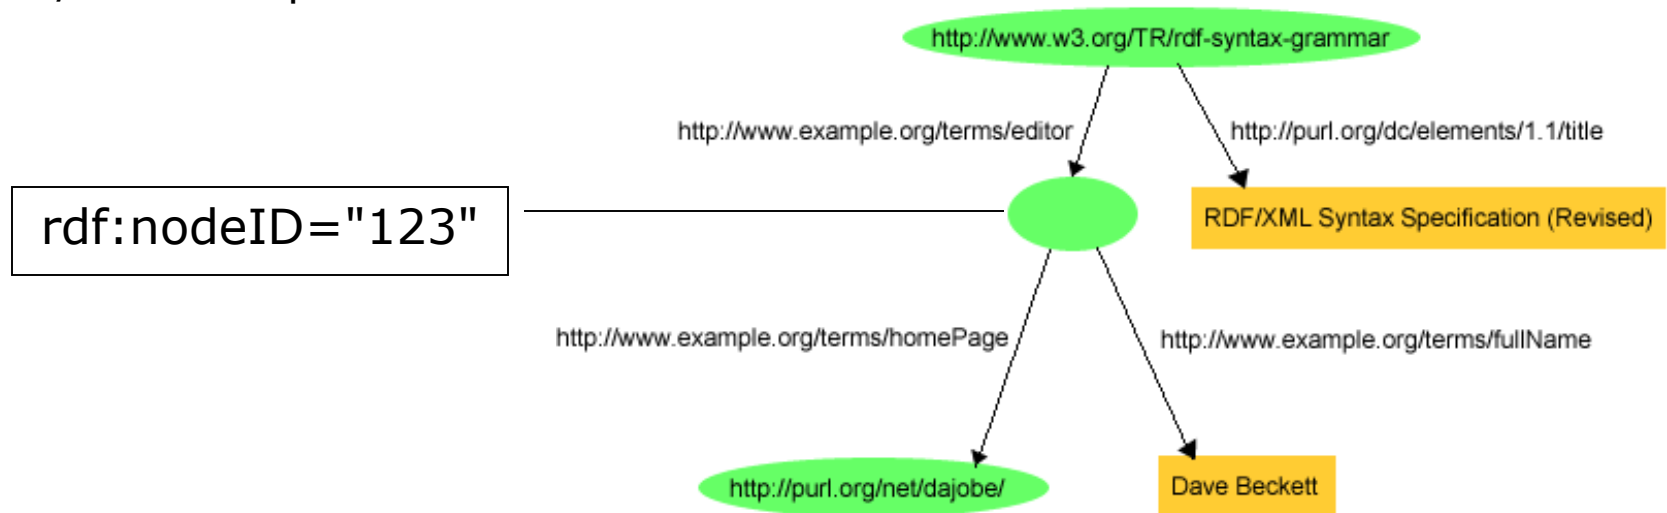 http://www.w3.org/TR/rdf-syntax-grammar
http://www.example.org/terms/editor
http://purl.org/dc/elements/1.1/title
rdf:nodeID="123"
RDF/XML Syntax Specification (Revised)
http://www.example.org/terms/homePage
http://www.example.org/terms/fullName
http://purl.org/net/dajobe/
Dave Beckett